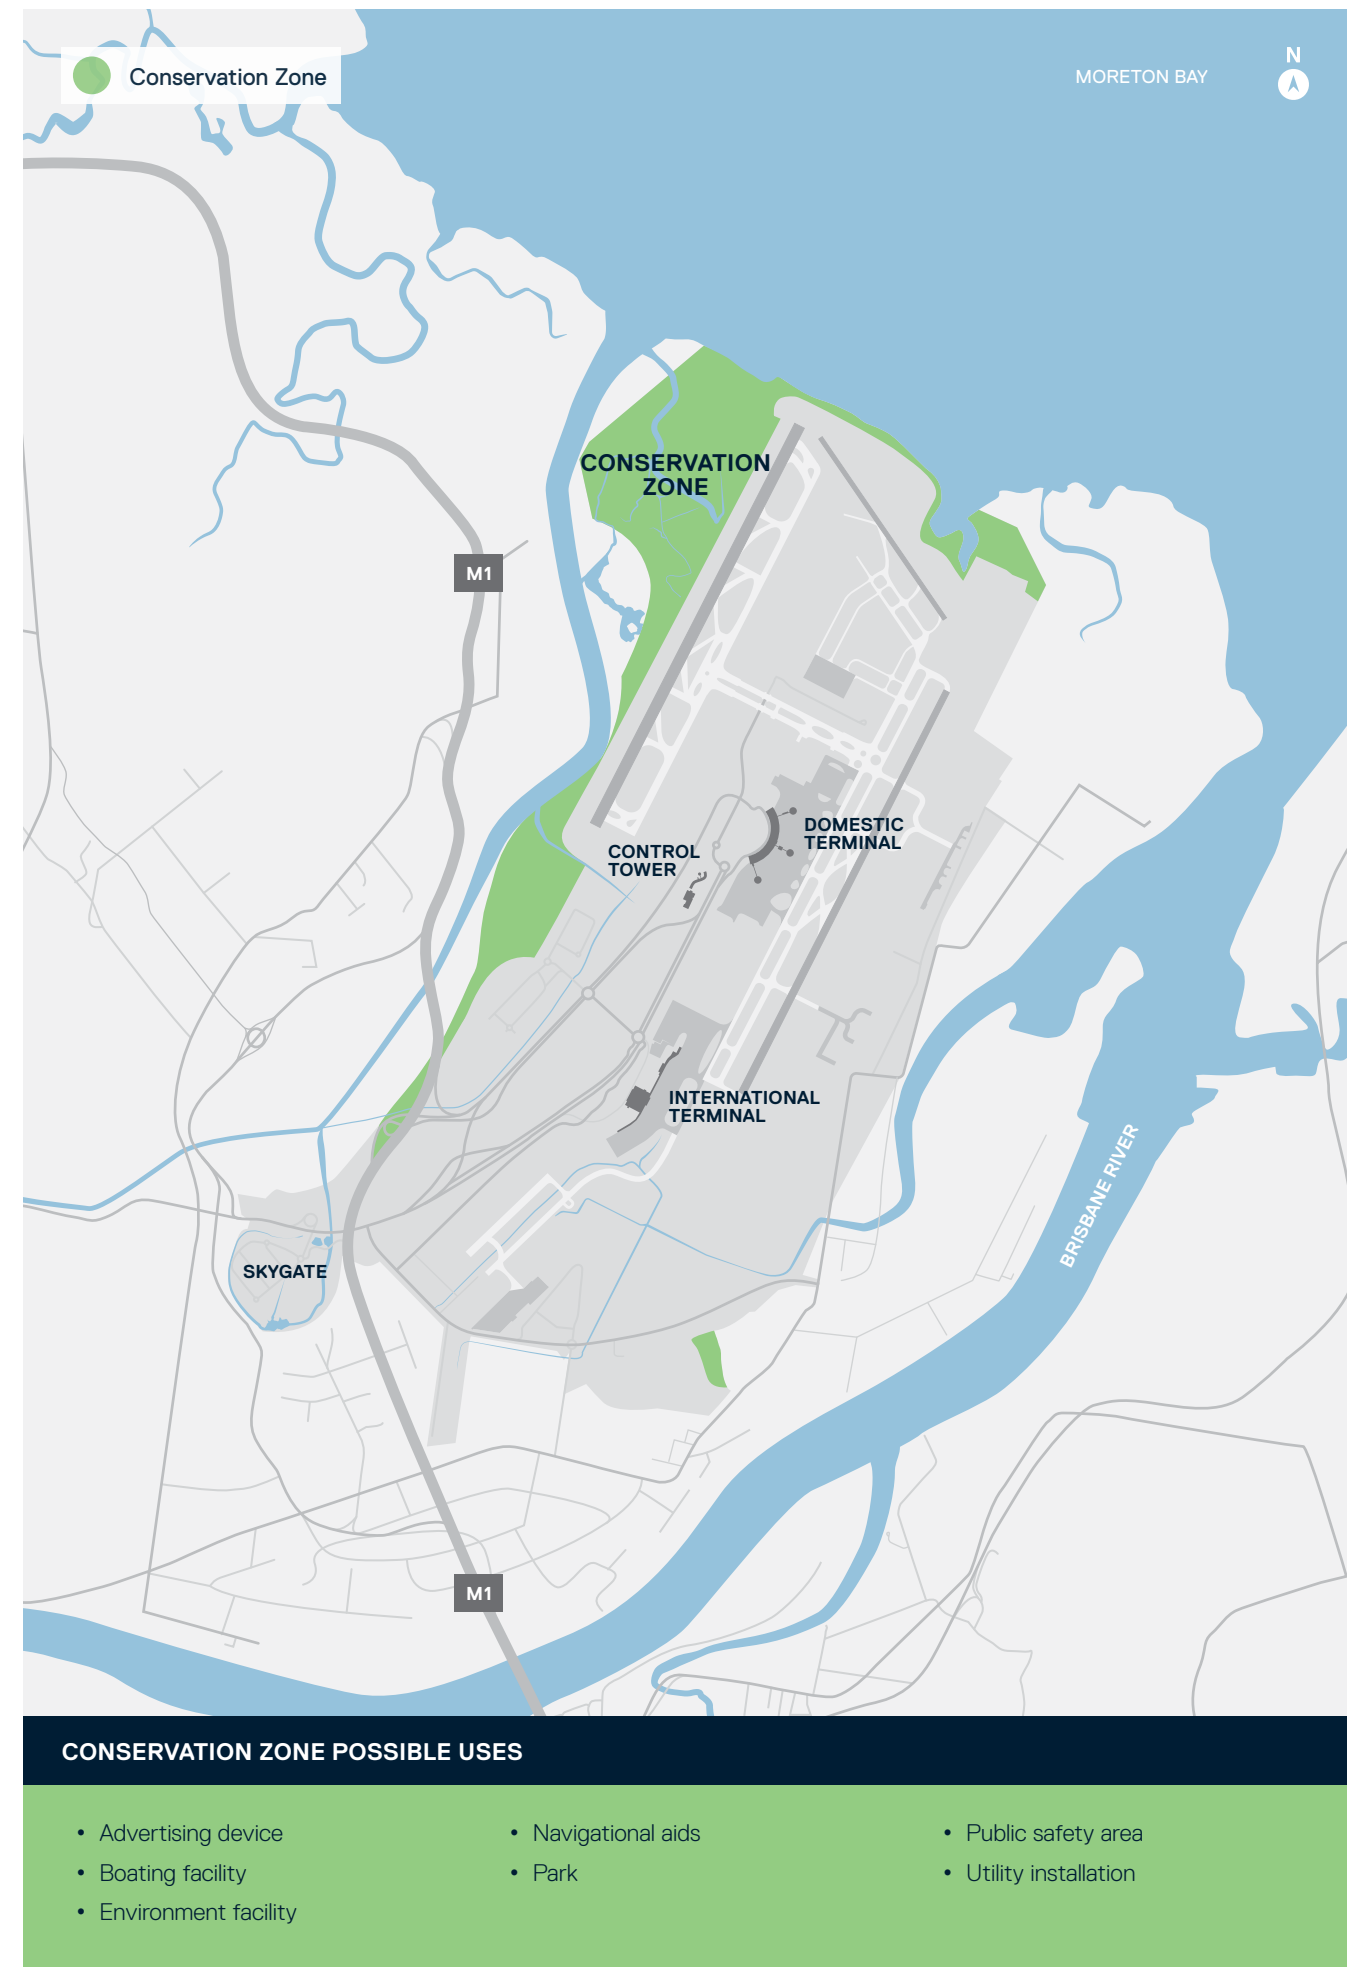 Conservation Zone
MORETON BAY
N
CONSERVATION
ZONE
M1
DOMESTIC
TERMINAL
CONTROL
TOWER
INTERNATIONAL
TERMINAL
BRISBANE RIVER
SKYGATE
M1
CONSERVATION ZONE POSSIBLE USES
• Advertising device
• Boating facility
• Environment facility
• Navigational aids
• Park
• Public safety area
• Utility installation